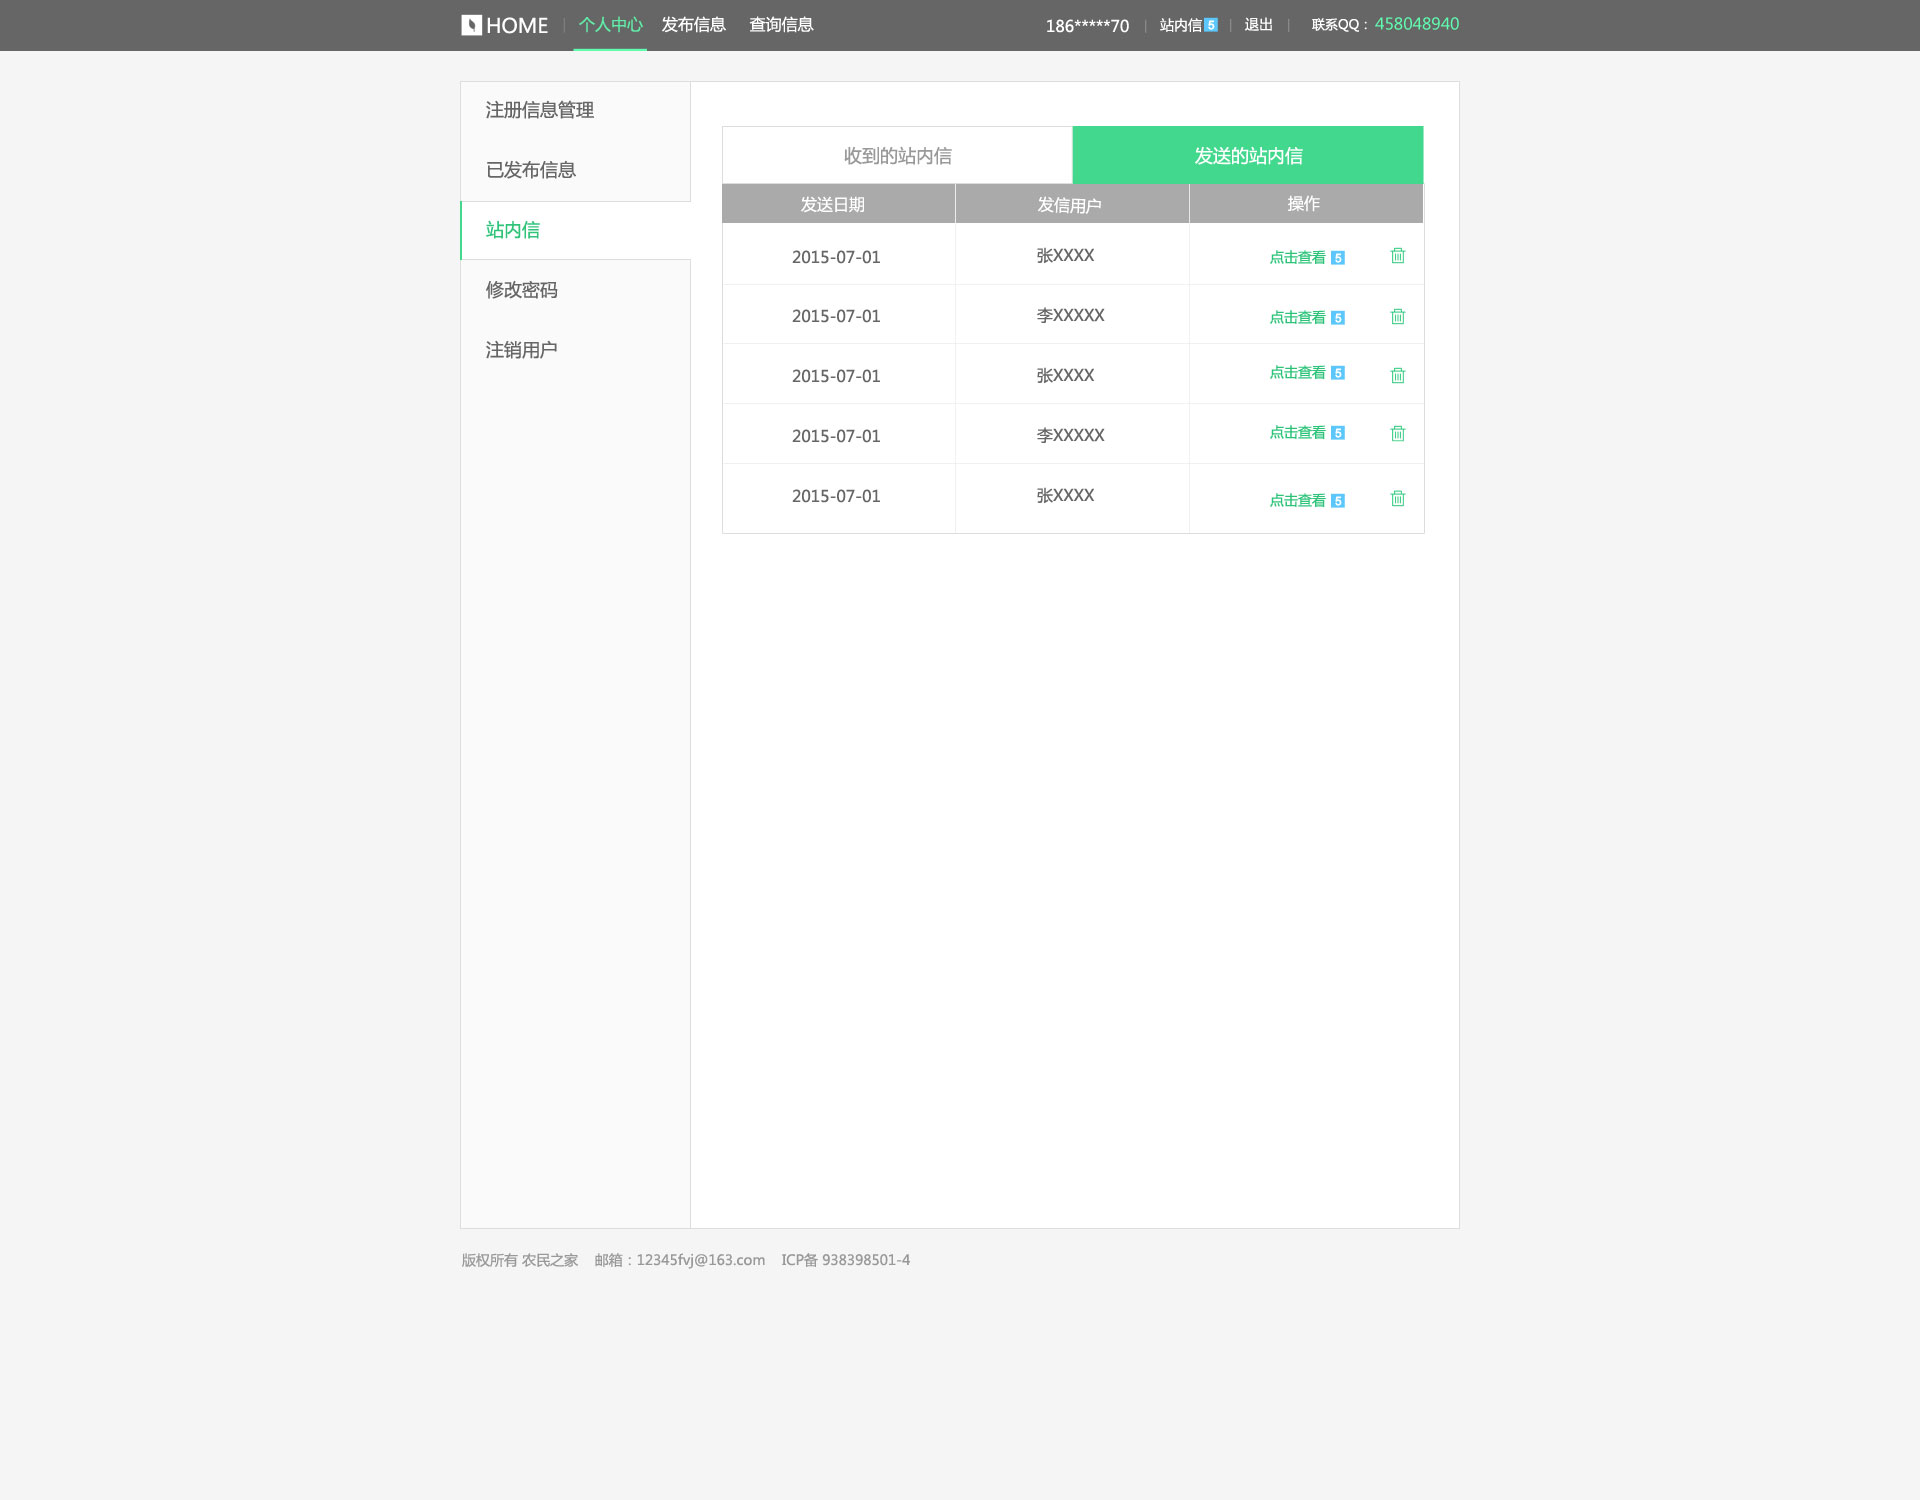 HOME 个人中心 发布信息 查询信息 186*****70 站内信 5 退出 联系QQ：458048940
注册信息管理
已发布信息
站内信
修改密码
注销用户
收到的站内信 发送的站内信
发送日期 发信用户 操作
2015-07-01 张XXXX 点击查看 5
2015-07-01 李XXXXX 点击查看 5
2015-07-01 张XXXX 点击查看 5
2015-07-01 李XXXXX 点击查看 5
2015-07-01 张XXXX 点击查看 5
版权所有 农民之家 邮箱：12345fvj@163.com ICP备 938398501-4